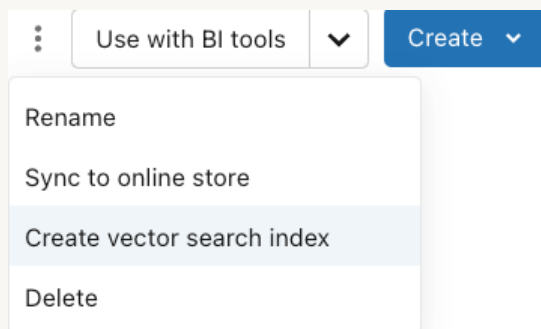 Use with BI tools
Create
Rename
Sync to online store
Create vector search index
Delete